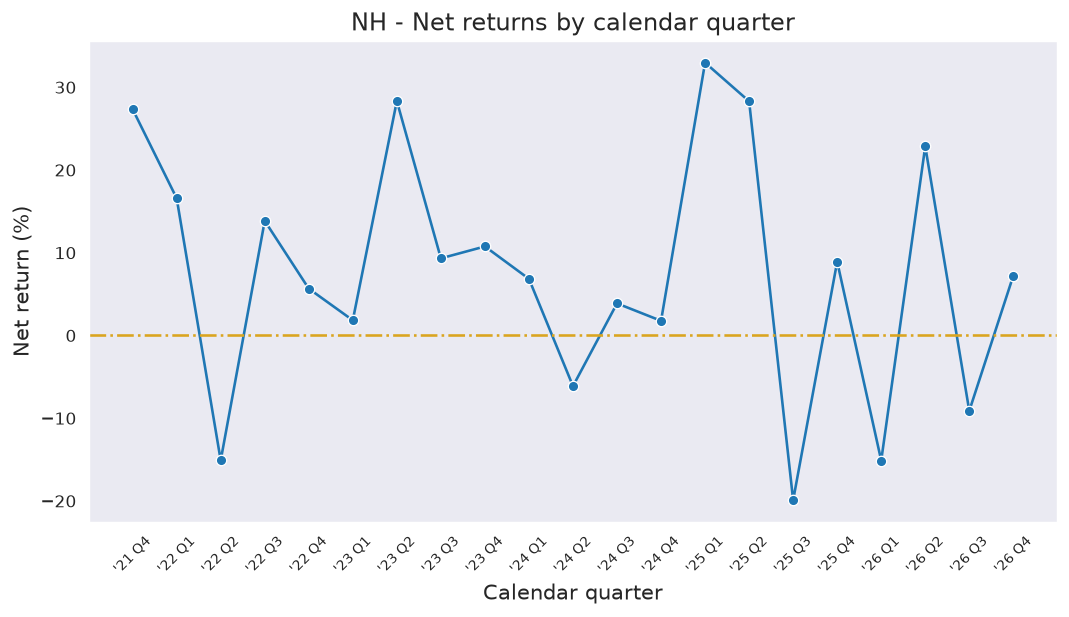 NH - Net returns by calendar quarter
Net return (%)
30
20
10
0
−10
−20
'21 Q4
'22 Q1
'22 Q2
'22 Q3
'22 Q4
'23 Q1
'23 Q2
'23 Q3
'23 Q4
'24 Q1
'24 Q2
'24 Q3
'24 Q4
'25 Q1
'25 Q2
'25 Q3
'25 Q4
'26 Q1
'26 Q2
'26 Q3
'26 Q4
Calendar quarter